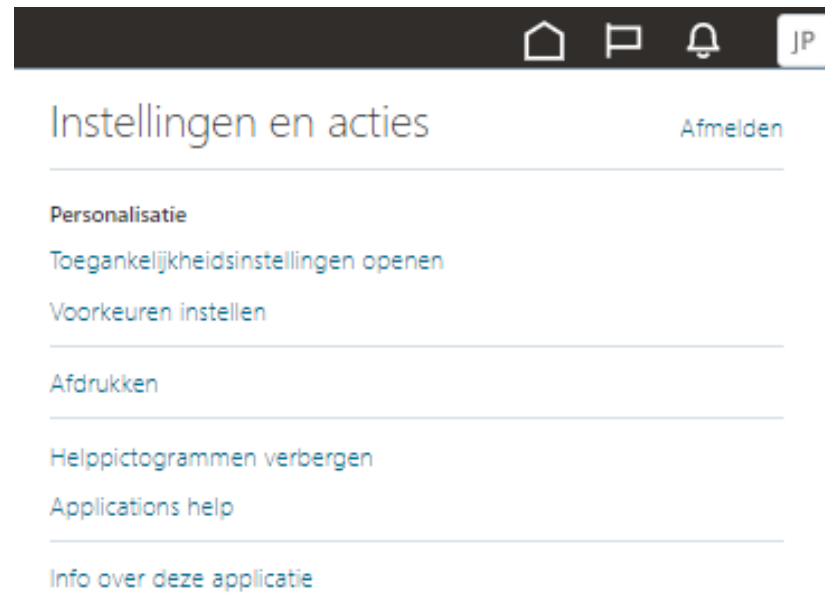 JP
Instellingen en acties
Afmelden
Personalisatie
Toegankelijkheidsinstellingen openen
Voorkeuren instellen
Afdrukken
Helppictogrammen verbergen
Applications help
Info over deze applicatie